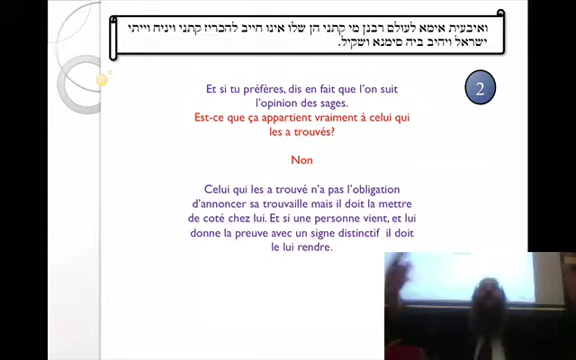 ואיבעית אימא לעולם רבנן מי קתני הן שלו אינו חייב להכריז קתני ויניח וייתי
ישראל ויהיב ביה סימנא ושקיל.
2
Et si tu préfères, dis en fait que l'on suit
l'opinion des sages.
Est-ce que ça appartient vraiment à celui qui
les a trouvés?
Non
Celui qui les a trouvé n'a pas l'obligation
d'annoncer sa trouvaille mais il doit la mettre
de coté chez lui. Et si une personne vient, et lui
donne la preuve avec un signe distinctif il doit
le lui rendre.